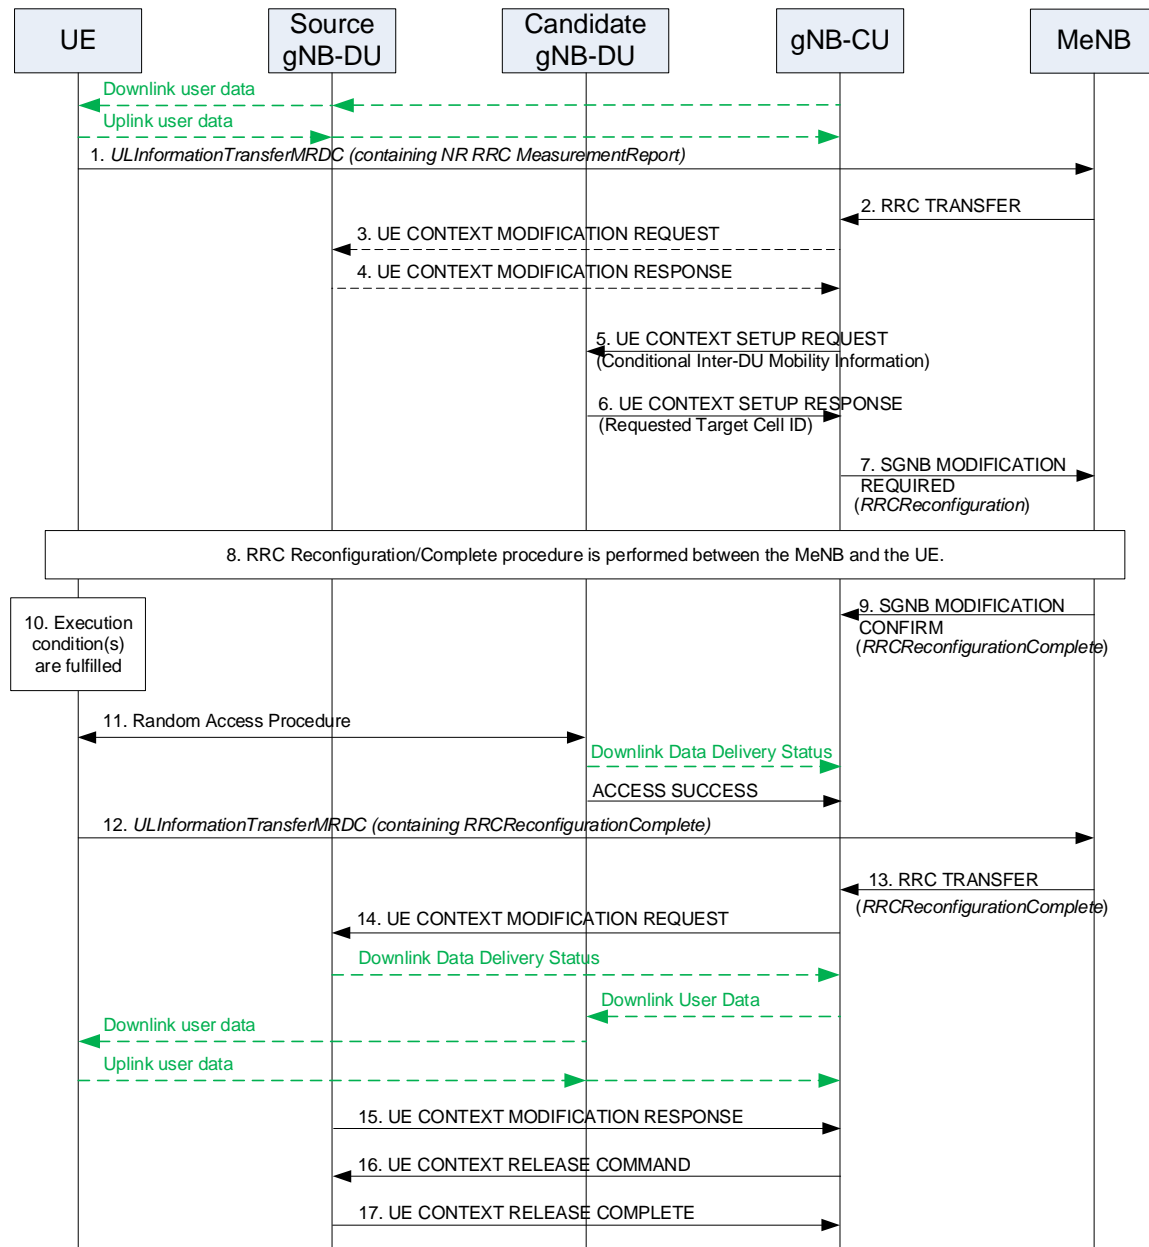 UE
Source
gNB-DU
Candidate
gNB-DU
gNB-CU
MeNB
Downlink user data
Uplink user data
1. ULInformationTransferMRDC (containing NR RRC MeasurementReport)
2. RRC TRANSFER
3. UE CONTEXT MODIFICATION REQUEST
4. UE CONTEXT MODIFICATION RESPONSE
5. UE CONTEXT SETUP REQUEST
(Conditional Inter-DU Mobility Information)
6. UE CONTEXT SETUP RESPONSE
(Requested Target Cell ID)
7. SGNB MODIFICATION
REQUIRED
(RRCReconfiguration)
8. RRC Reconfiguration/Complete procedure is performed between the MeNB and the UE.
9. SGNB MODIFICATION
CONFIRM
(RRCReconfigurationComplete)
10. Execution
condition(s)
are fulfilled
11. Random Access Procedure
Downlink Data Delivery Status
ACCESS SUCCESS
12. ULInformationTransferMRDC (containing RRCReconfigurationComplete)
13. RRC TRANSFER
(RRCReconfigurationComplete)
14. UE CONTEXT MODIFICATION REQUEST
Downlink Data Delivery Status
Downlink User Data
Downlink user data
Uplink user data
15. UE CONTEXT MODIFICATION RESPONSE
16. UE CONTEXT RELEASE COMMAND
17. UE CONTEXT RELEASE COMPLETE